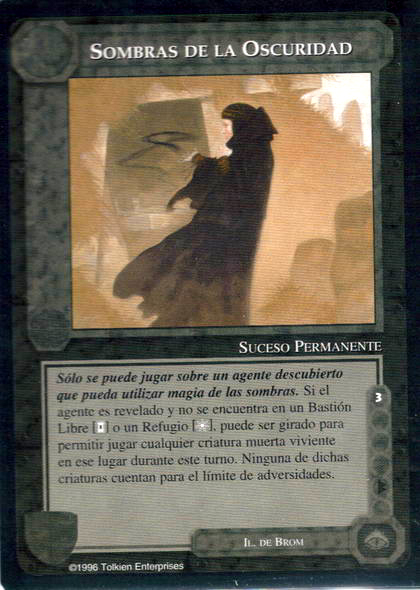 Sombras de la Oscuridad
Suceso Permanente
Sólo se puede jugar sobre un agente descubierto
que pueda utilizar magia de las sombras. Si el
agente es revelado y no se encuentra en un Bastión
Libre [ ] o un Refugio [ ], puede ser girado para
permitir jugar cualquier criatura muerta viviente
en ese lugar durante este turno. Ninguna de dichas
criaturas cuentan para el límite de adversidades.
3
Il. de Brom
©1996 Tolkien Enterprises